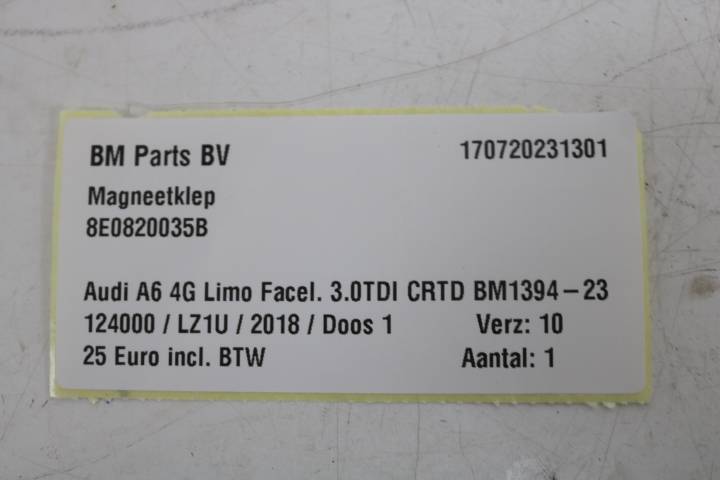 BM Parts BV 170720231301
Magneetklep
8E0820035B
Audi A6 4G Limo Facel. 3.0TDI CRTD BM1394-23
124000 / LZ1U / 2018 / Doos 1 Verz: 10
25 Euro incl. BTW Aantal: 1